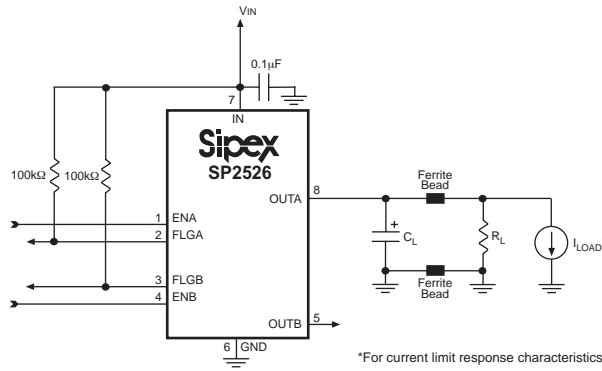 VIN
0.1μF
7
IN
Sipex
SP2526
100kΩ
100kΩ
OUTA
8
Ferrite
Bead
1
ENA
2
FLGA
+
CL
RL
ILOAD
3
FLGB
4
ENB
Ferrite
Bead
OUTB
5
6
GND
*For current limit response characteristics